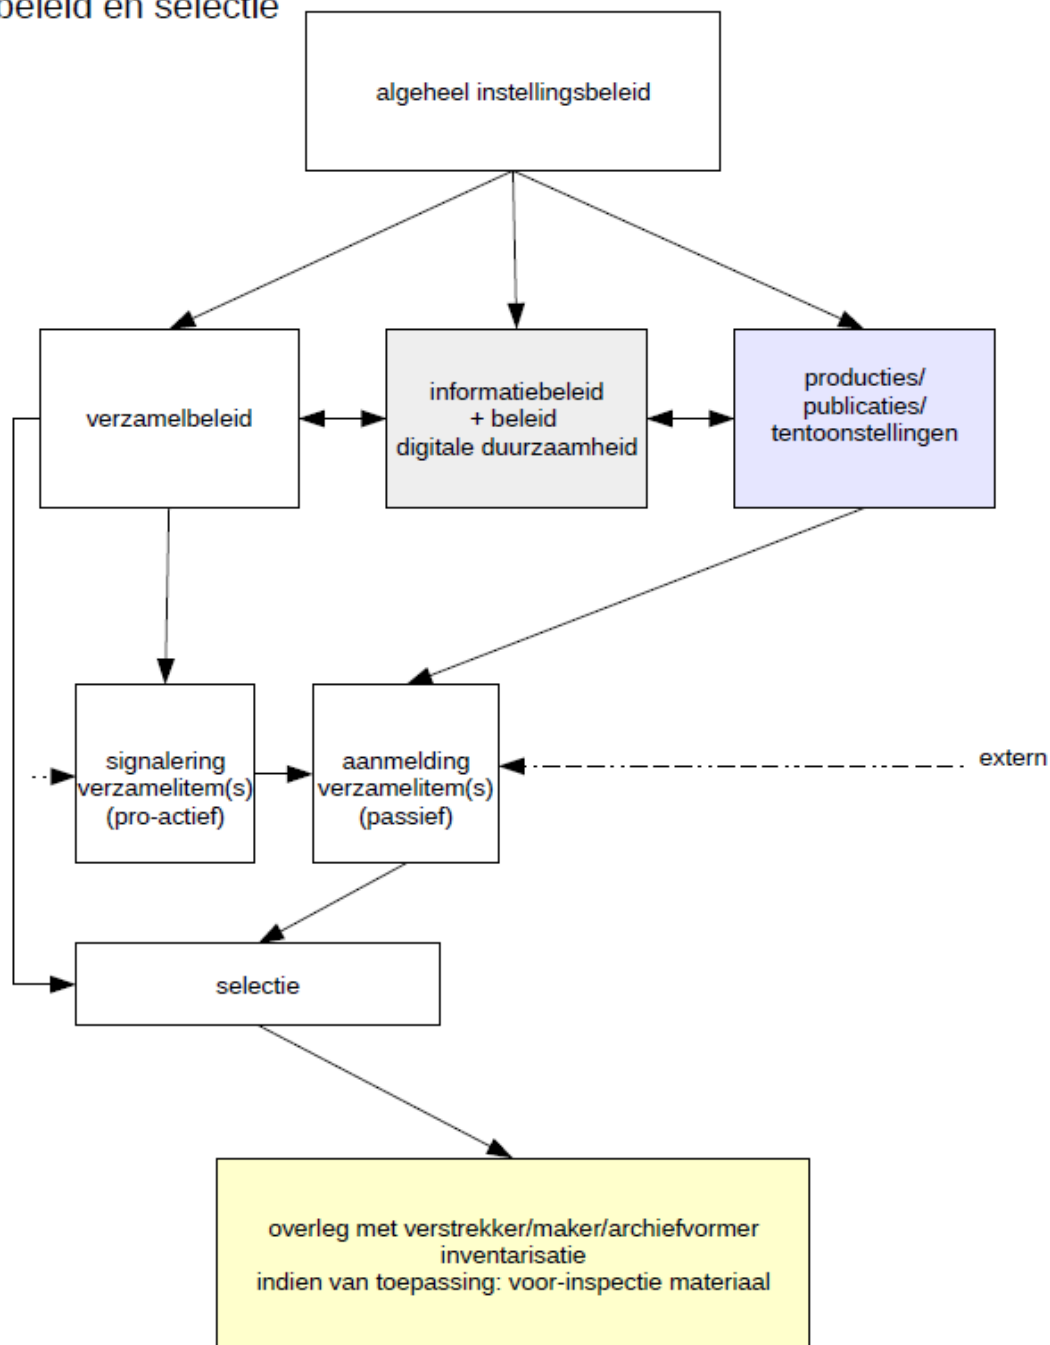 beleid en selectie
algeheel instellingsbeleid
verzamelbeleid
informatiebeleid
+ beleid
digitale duurzaamheid
producties/
publicaties/
tentoonstellingen
signalering
verzamelitem(s)
(pro-actief)
aanmelding
verzamelitem(s)
(passief)
extern
selectie
overleg met verstrekker/maker/archiefvormer
inventarisatie
indien van toepassing: voor-inspectie materiaal